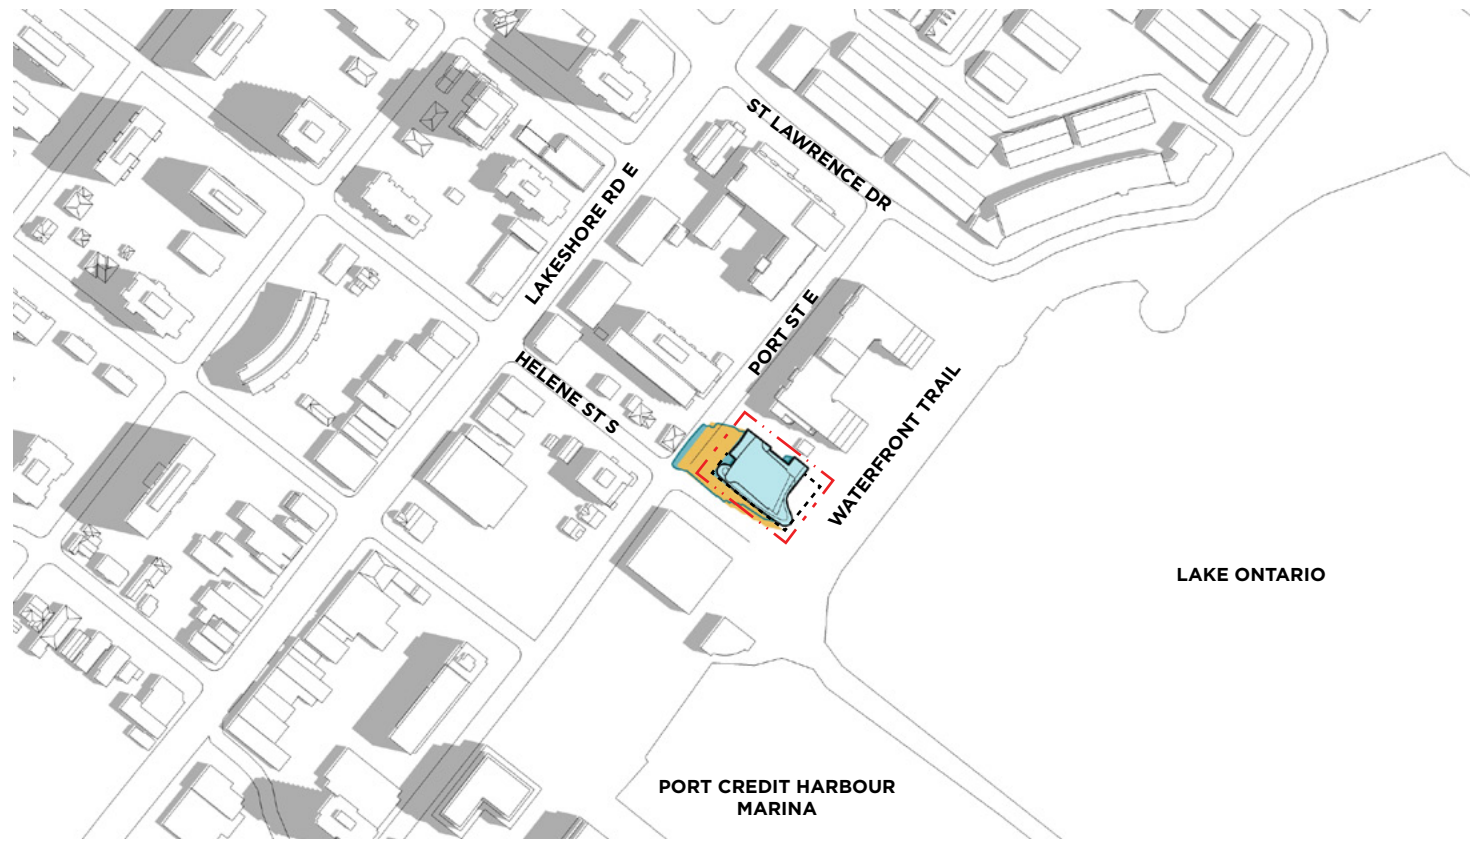 ST LAWRENCE DR
LAKESHORE RD E
PORT ST E
HELENE ST S
WATERFRONT TRAIL
LAKE ONTARIO
PORT CREDIT HARBOUR
MARINA